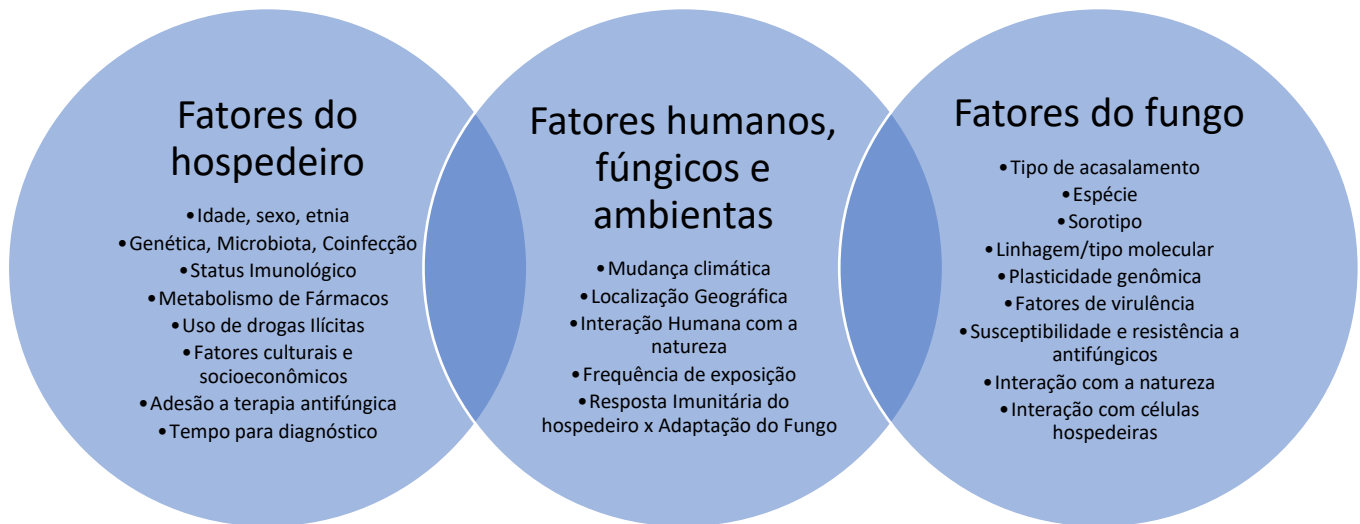 Fatores do
hospedeiro
•Idade, sexo, etnia
•Genética, Microbiota, Coinfecção
•Status Imunológico
•Metabolismo de Fármacos
•Uso de drogas Ilícitas
•Fatores culturais e
socioeconômicos
•Adesão a terapia antifúngica
•Tempo para diagnóstico
Fatores humanos,
fúngicos e
ambientas
•Mudança climática
•Localização Geográfica
•Interação Humana com a
natureza
•Frequência de exposição
•Resposta Imunitária do
hospedeiro x Adaptação do Fungo
Fatores do fungo
•Tipo de acasalamento
•Espécie
•Sorotipo
•Linhagem/tipo molecular
•Plasticidade genômica
•Fatores de virulência
•Susceptibilidade e resistência a
antifúngicos
•Interação com a natureza
•Interação com células
hospedeiras